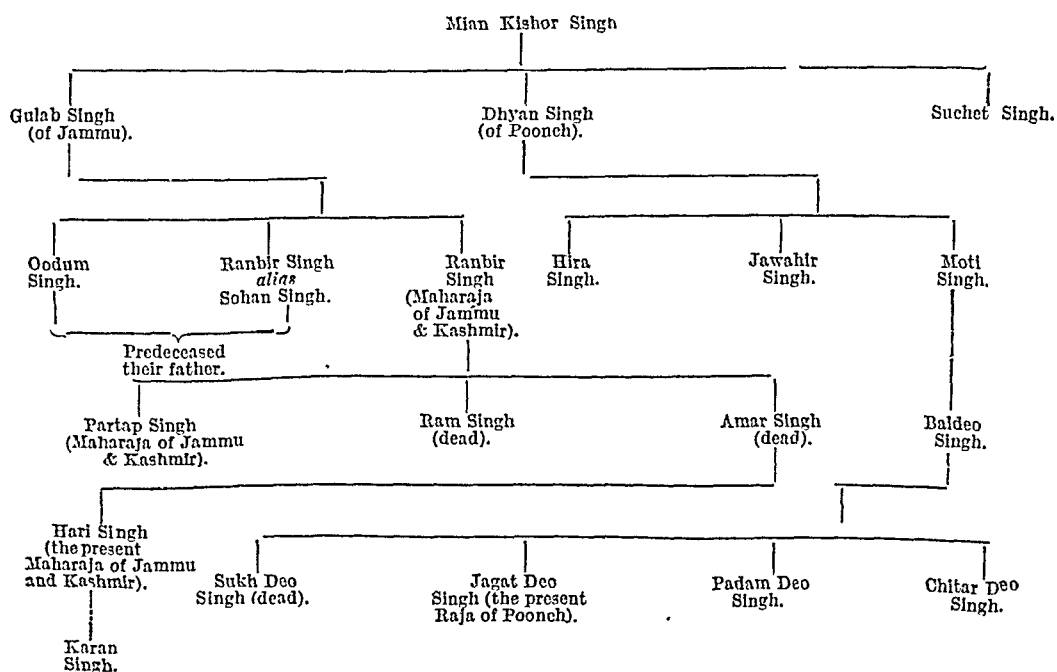 Mian Kishor Singh
Gulab Singh
(of Jammu).
Dhyan Singh
(of Poonch).
Suchet Singh.
Oodum
Singh.
Ranbir Singh
alias
Sohan Singh.
Ranbir
Singh
(Maharaja
of Jammu
& Kashmir).
Hira
Singh.
Jawahir
Singh.
Moti
Singh.
Predeceased
their father.
Partap Singh
(Maharaja of Jammu
& Kashmir).
Ram Singh
(dead).
Amar Singh
(dead).
Baldeo
Singh.
Hari Singh
(the present
Maharaja of Jammu
and Kashmir).
Sukh Deo
Singh (dead).
Jagat Deo
Singh (the present
Raja of Poonch).
Padam Deo
Singh.
Chitar Deo
Singh.
Karan
Singh.